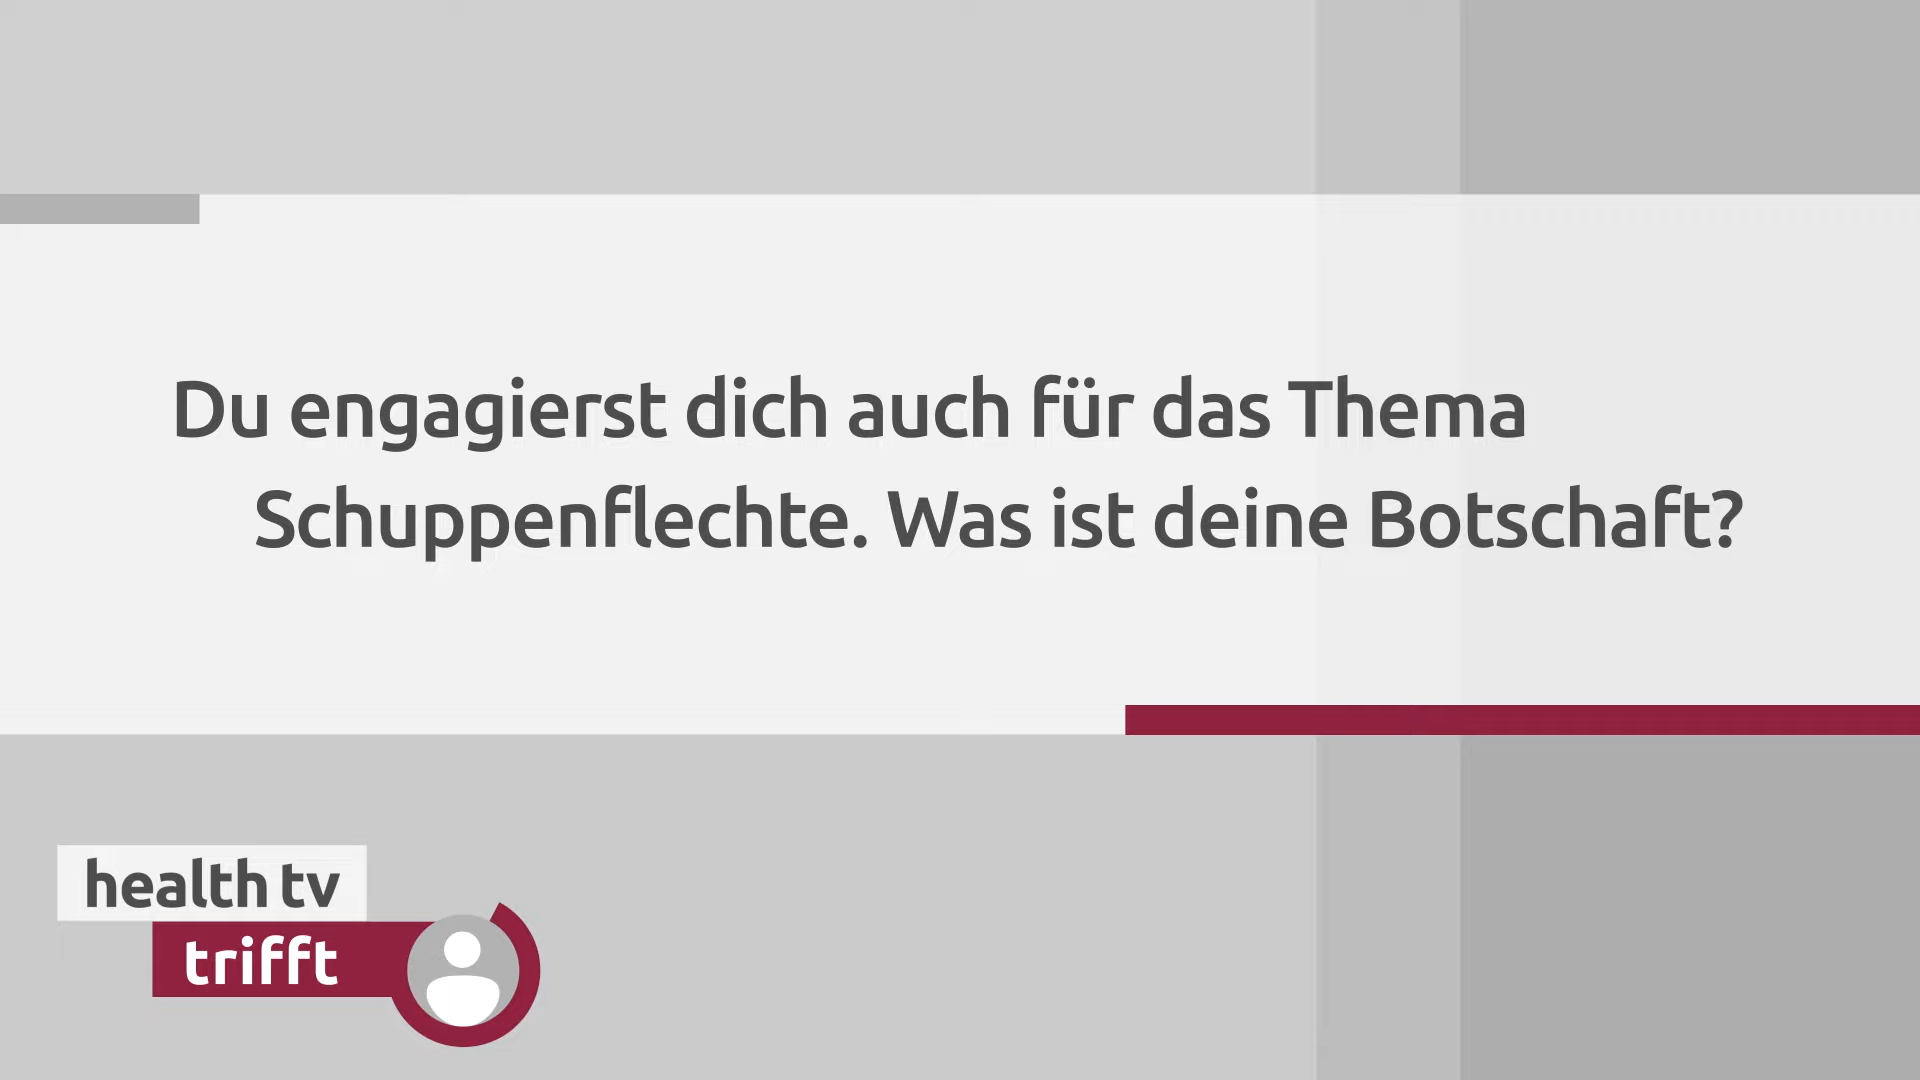 Du engagierst dich auch für das Thema
Schuppenflechte. Was ist deine Botschaft?
health tv
trifft